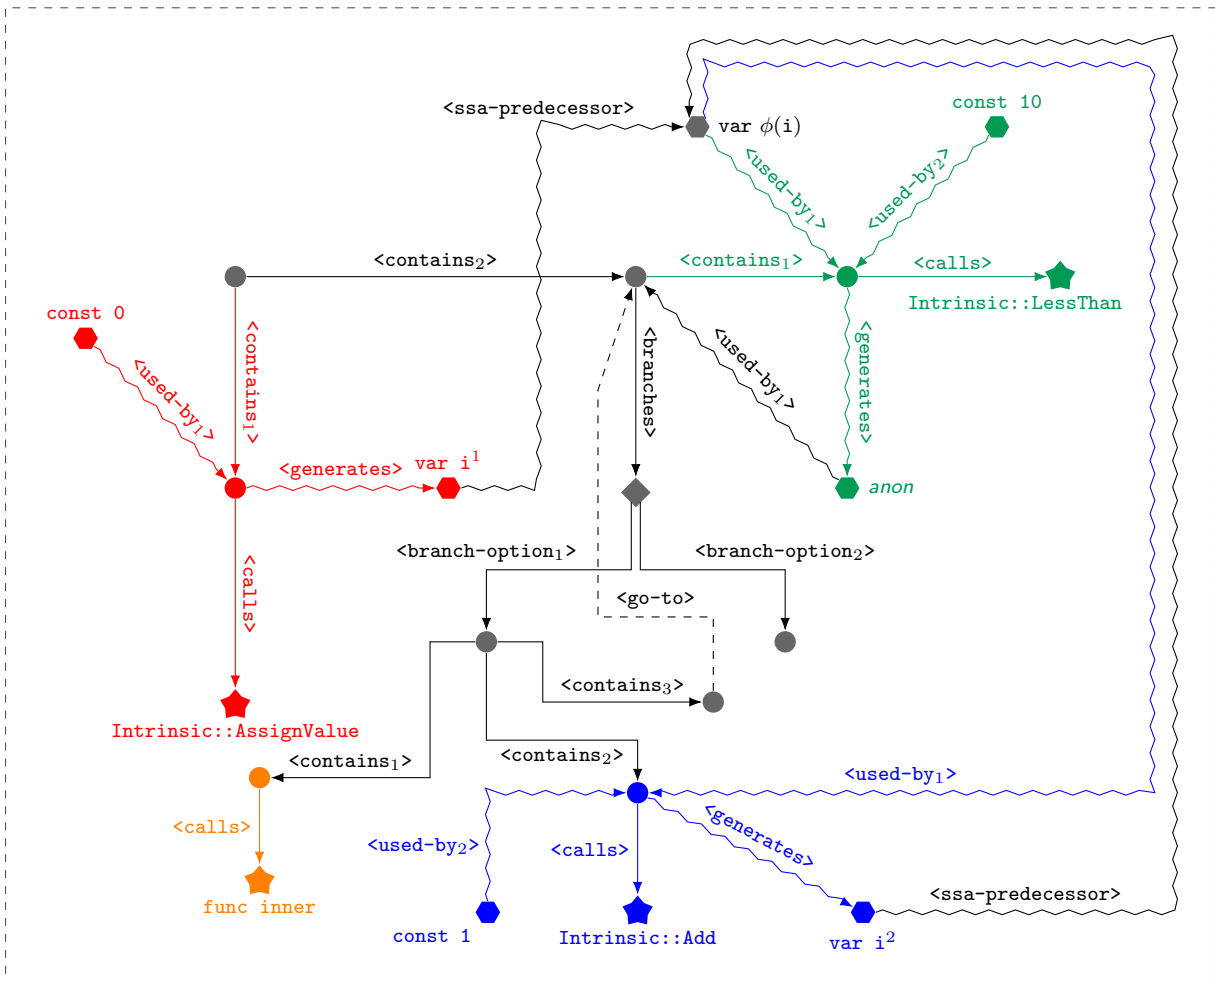 const 10
<ssa-predecessor>
var ϕ(i)
<used-by₁>
<used-by₂>
<contains₂>
<contains₁>
<calls>
Intrinsic::LessThan
const 0
<used-by₁>
<contains₁>
<branches>
<used-by₁>
<generates>
<generates>
var i¹
anon
<branch-option₁>
<branch-option₂>
<calls>
<go-to>
<contains₃>
Intrinsic::AssignValue
<contains₁>
<contains₂>
<used-by₁>
<calls>
<used-by₂>
<calls>
<generates>
<ssa-predecessor>
func inner
const 1
Intrinsic::Add
var i²